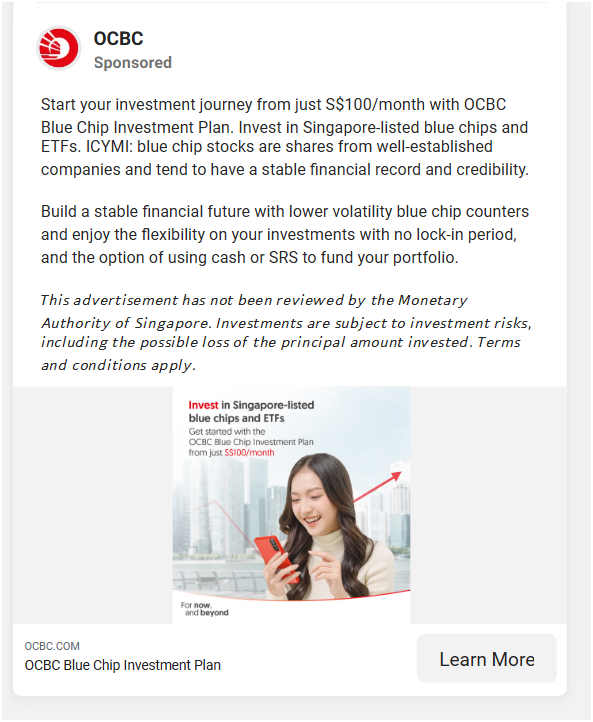 OCBC
Sponsored
Start your investment journey from just S$100/month with OCBC
Blue Chip Investment Plan. Invest in Singapore-listed blue chips and
ETFs. ICYMI: blue chip stocks are shares from well-established
companies and tend to have a stable financial record and credibility.
Build a stable financial future with lower volatility blue chip counters
and enjoy the flexibility on your investments with no lock-in period,
and the option of using cash or SRS to fund your portfolio.
This advertisement has not been reviewed by the Monetary
Authority of Singapore. Investments are subject to investment risks,
including the possible loss of the principal amount invested. Terms
and conditions apply.
Invest in Singapore-listed
blue chips and ETFs
Get started with the
OCBC Blue Chip Investment Plan
from just S$100/month
For now,
and beyond
OCBC.COM
OCBC Blue Chip Investment Plan
Learn More